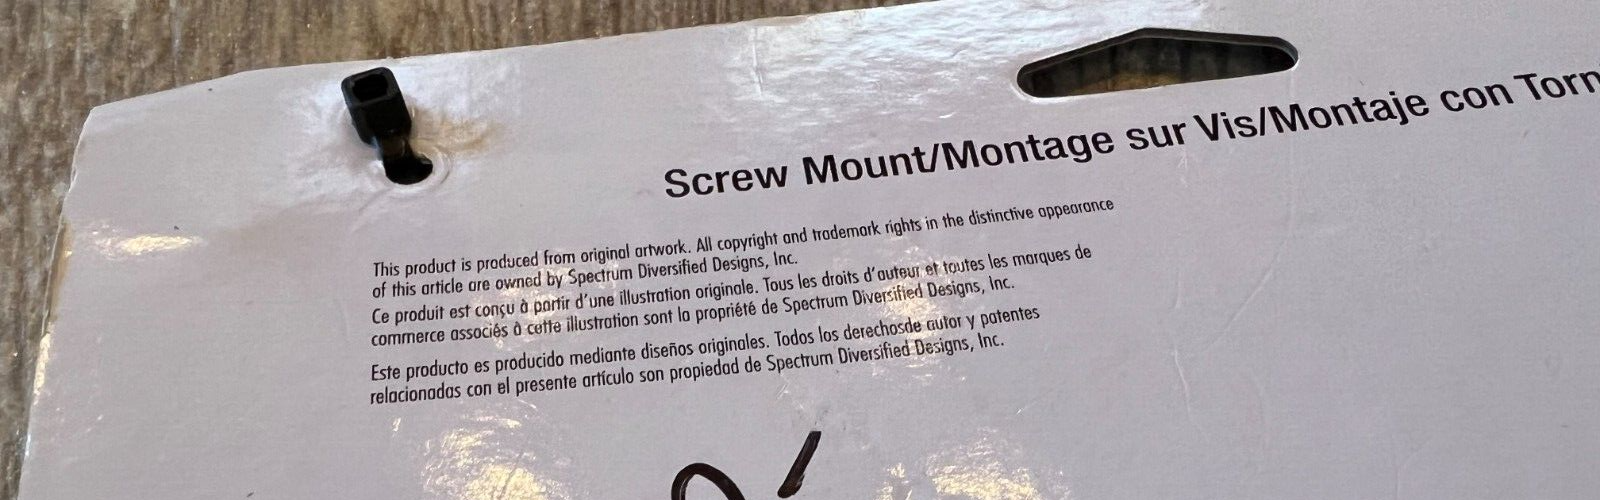 Screw Mount/Montage sur Vis/Montaje con Torn
This product is produced from original artwork. All copyright and trademark rights in the distinctive appearance
of this article are owned by Spectrum Diversified Designs, Inc.
Ce produit est conçu à partir d'une illustration originale. Tous les droits d'auteur et toutes les marques de
commerce associés à cette illustration sont la propriété de Spectrum Diversified Designs, Inc.
Este producto es producido mediante diseños originales. Todos los derechosde autor y patentes
relacionadas con el presente artículo son propiedad de Spectrum Diversified Designs, Inc.